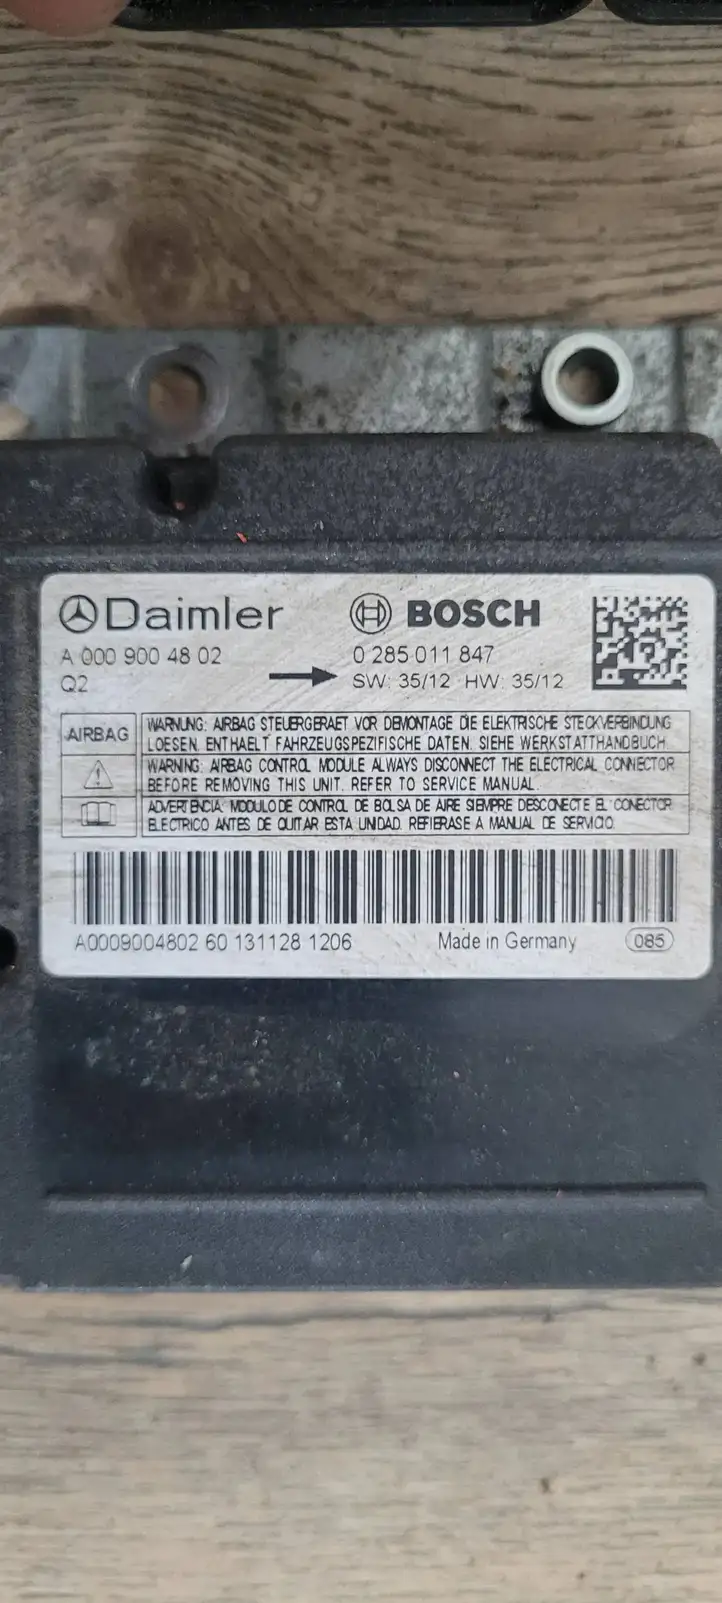 Daimler BOSCH
A 000 900 48 02 0 285 011 847
Q2 SW: 35/12 HW: 35/12
AIRBAG
WARNUNG: AIRBAG STEUERGERAET VOR DEMONTAGE DIE ELEKTRISCHE STECKVERBINDUNG
LOESEN. ENTHAELT FAHRZEUGSPEZIFISCHE DATEN. SIEHE WERKSTATTHANDBUCH.
WARNING: AIRBAG CONTROL MODULE ALWAYS DISCONNECT THE ELECTRICAL CONNECTOR
BEFORE REMOVING THIS UNIT. REFER TO SERVICE MANUAL.
ADVERTENCIA: MODULO DE CONTROL DE BOLSA DE AIRE SIEMPRE DESCONECTE EL CONECTOR
ELECTRICO ANTES DE QUITAR ESTA UNIDAD. REFIERASE A MANUAL DE SERVICIO.
A0009004802 60 131128 1206 Made in Germany 085